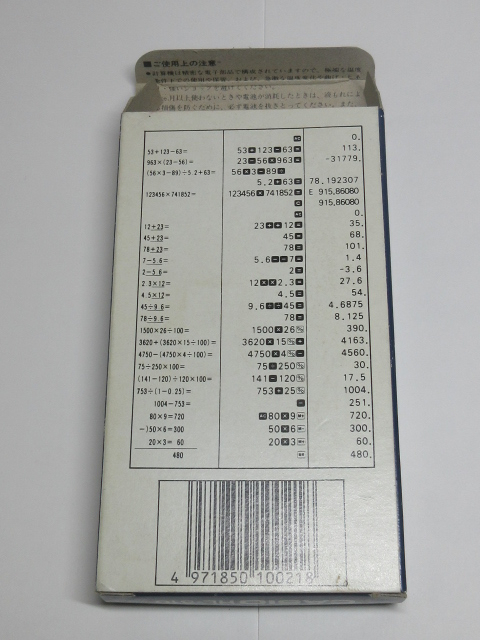 ■ご使用上の注意
53+123−63= 53+123−63= 113.
963×(23−56)= 23−56×963= -31779.
(56×3−89)÷5.2+63= 56×3−89÷
5.2+63= 78.192307
123456×741852= 123456×741852= E 915.86080
C 915.86080
AC 0.
12+23= 23++12= 35.
45+23= 45= 68.
78+23= 78= 101.
7−5.6= 5.6−−7= 1.4
2−5.6= 2= -3.6
2.3×12= 12××2.3= 27.6
4.5×12= 4.5= 54.
45÷9.6= 9.6÷÷45= 4.6875
78÷9.6= 78= 8.125
1500×26÷100= 1500×26% 390.
3620+(3620×15÷100)= 3620×15%+ 4163.
4750−(4750×4÷100)= 4750×4%− 4560.
75÷250×100= 75÷250% 30.
(141−120)÷120×100= 141−120% 17.5
753÷(1−0.25)= 753÷25% 1004.
1004−753= − 251.
80×9=720 AC80×9M+ 720.
−)50×6=300 50×6 300.
20×3= 60 20×3 60.
480 480.
4 971850 100218